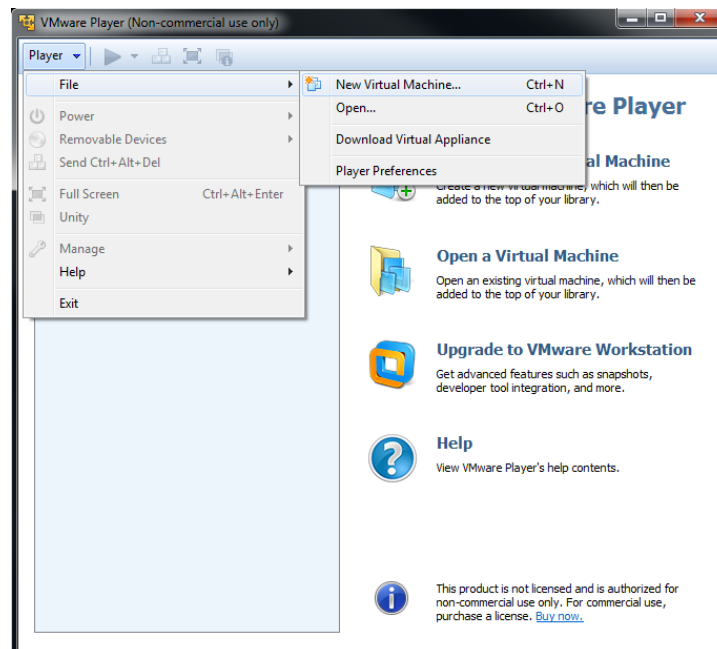 VMware Player (Non-commercial use only)
Player
File
Power
Removable Devices
Send Ctrl+Alt+Del
Full Screen Ctrl+Alt+Enter
Unity
Manage
Help
Exit
New Virtual Machine... Ctrl+N
Open... Ctrl+O
Download Virtual Appliance
Player Preferences
re Player
al Machine
Create a new virtual machine, which will then be
added to the top of your library.
Open a Virtual Machine
Open an existing virtual machine, which will then be
added to the top of your library.
Upgrade to VMware Workstation
Get advanced features such as snapshots,
developer tool integration, and more.
Help
View VMware Player's help contents.
This product is not licensed and is authorized for
non-commercial use only. For commercial use,
purchase a license. Buy now.